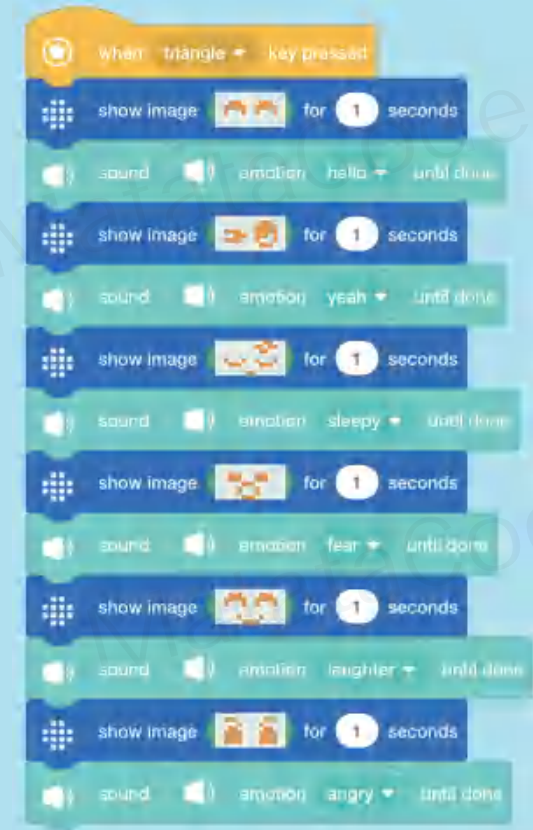 when triangle key pressed
show image for 1 seconds
sound emotion hello until done
show image for 1 seconds
sound emotion yeah until done
show image for 1 seconds
sound emotion sleepy until done
show image for 1 seconds
sound emotion fear until done
show image for 1 seconds
sound emotion laughter until done
show image for 1 seconds
sound emotion angry until done